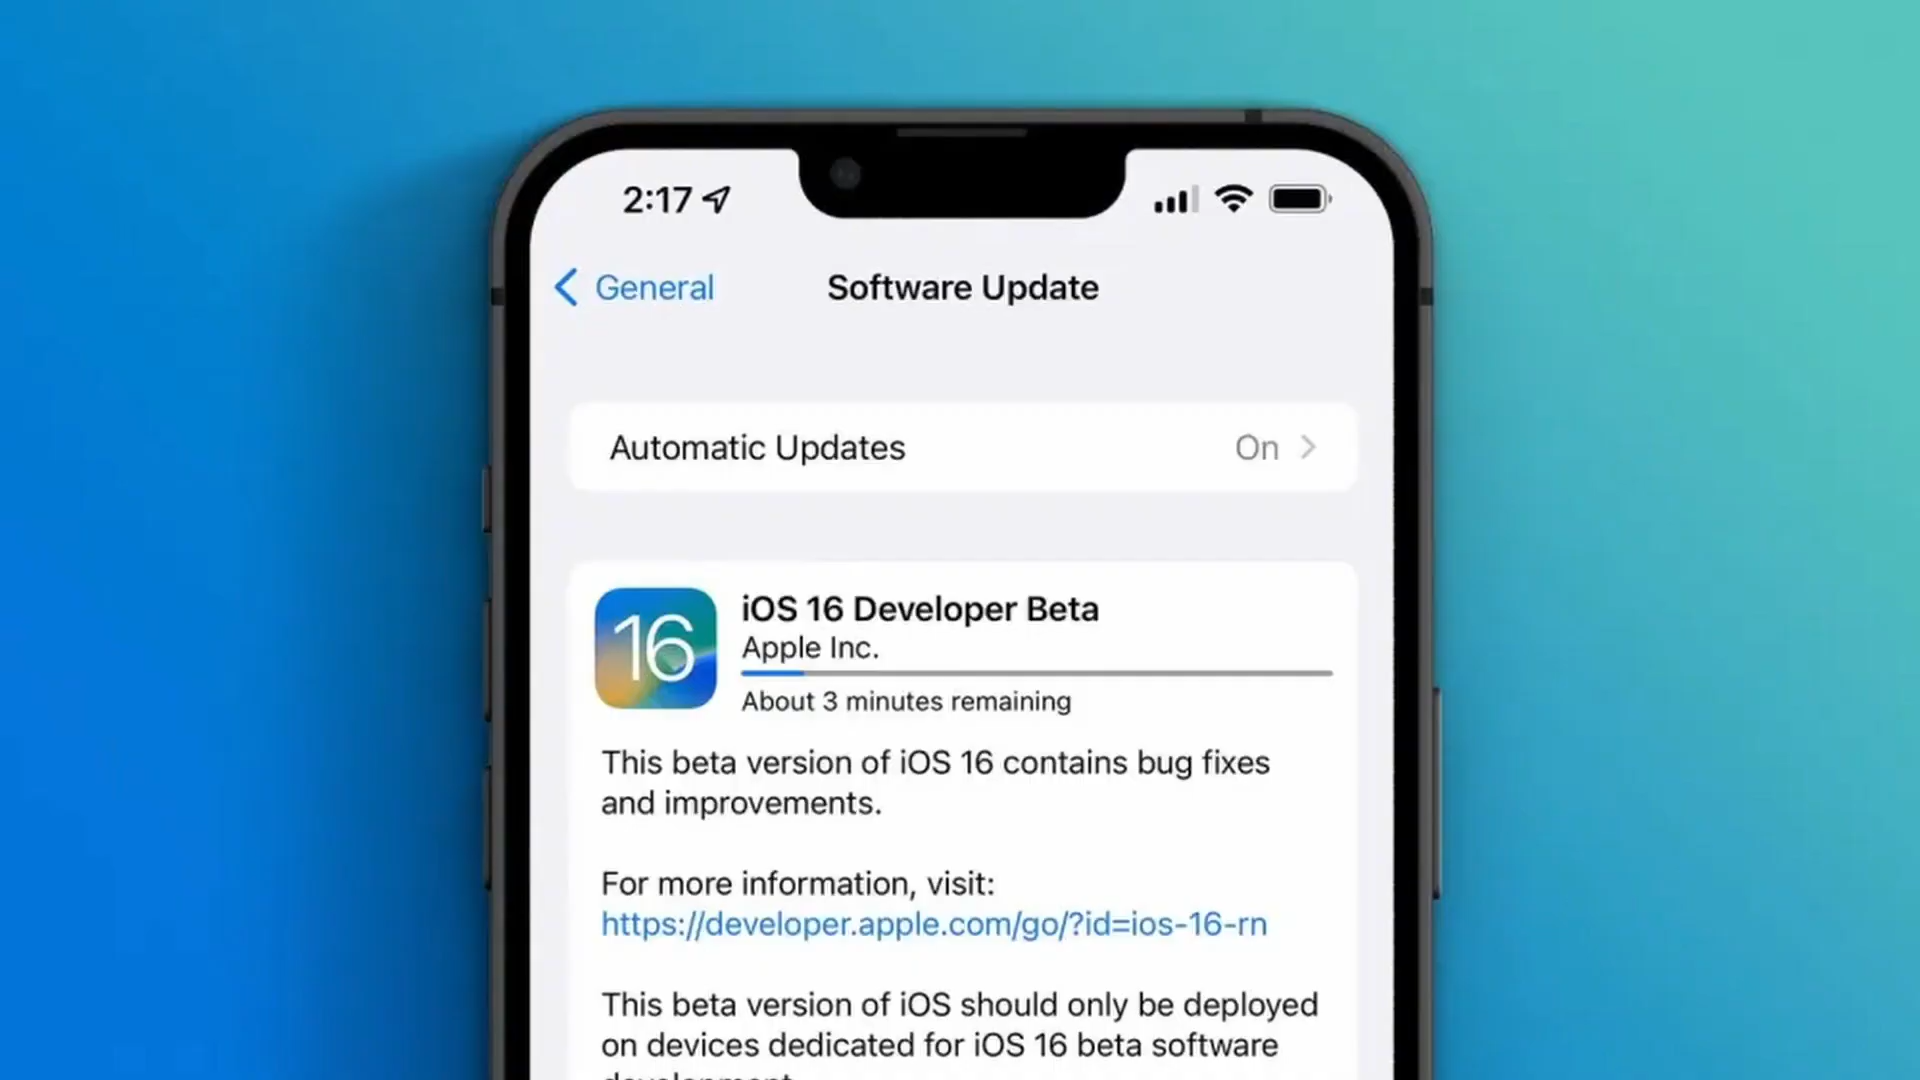 2:17
General
Software Update
Automatic Updates
On
16
iOS 16 Developer Beta
Apple Inc.
About 3 minutes remaining
This beta version of iOS 16 contains bug fixes
and improvements.
For more information, visit:
https://developer.apple.com/go/?id=ios-16-rn
This beta version of iOS should only be deployed
on devices dedicated for iOS 16 beta software